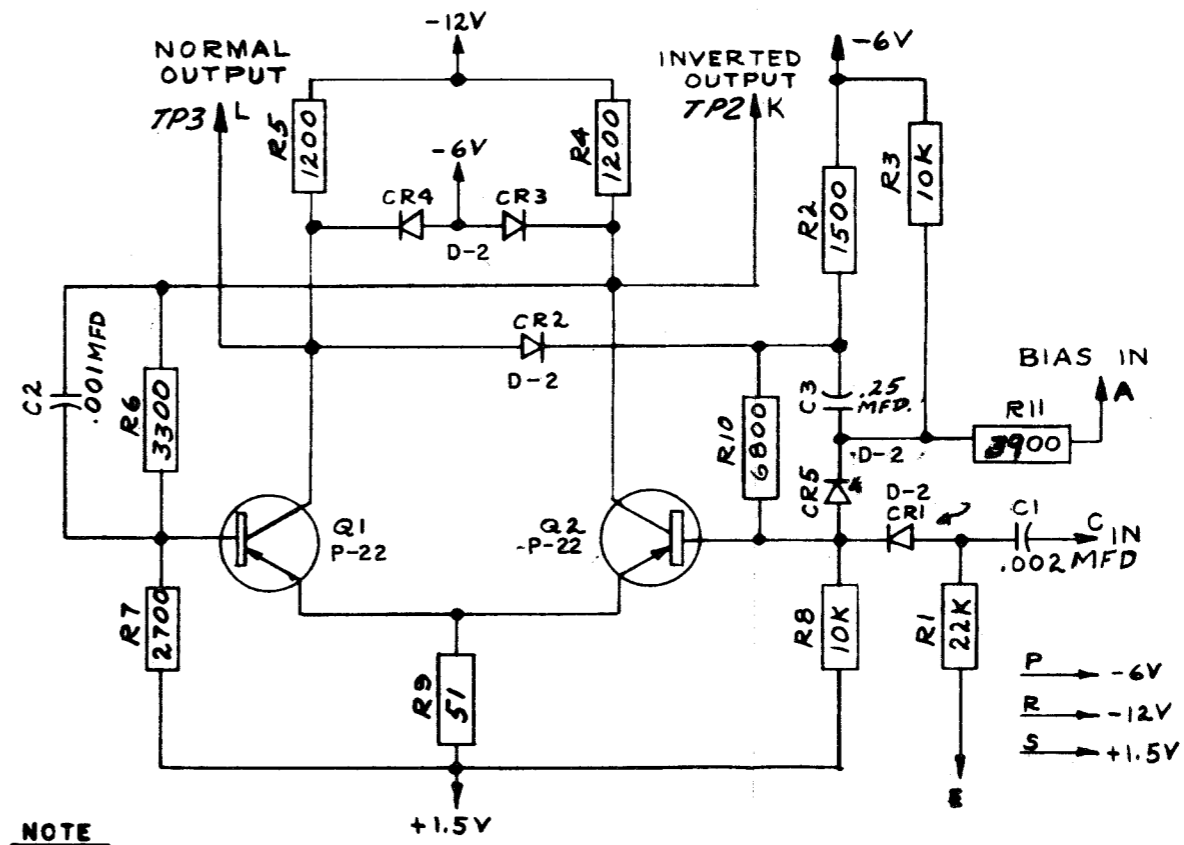 -12V
NORMAL
OUTPUT
TP3 L
INVERTED
OUTPUT
TP2 K
-6V
R5
1200
-6V
R4
1200
R3
10K
R2
1500
CR4
CR3
D-2
C2
.001MFD
R6
3300
CR2
D-2
R10
6800
C3
.25
MFD.
BIAS IN
A
R11
3900
D-2
CR5
D-2
CR1
C1
C IN
.002 MFD
Q1
P-22
Q2
-P-22
R7
2700
R9
51
R8
10K
R1
22K
E
P -6V
R -12V
S +1.5V
+1.5V
NOTE